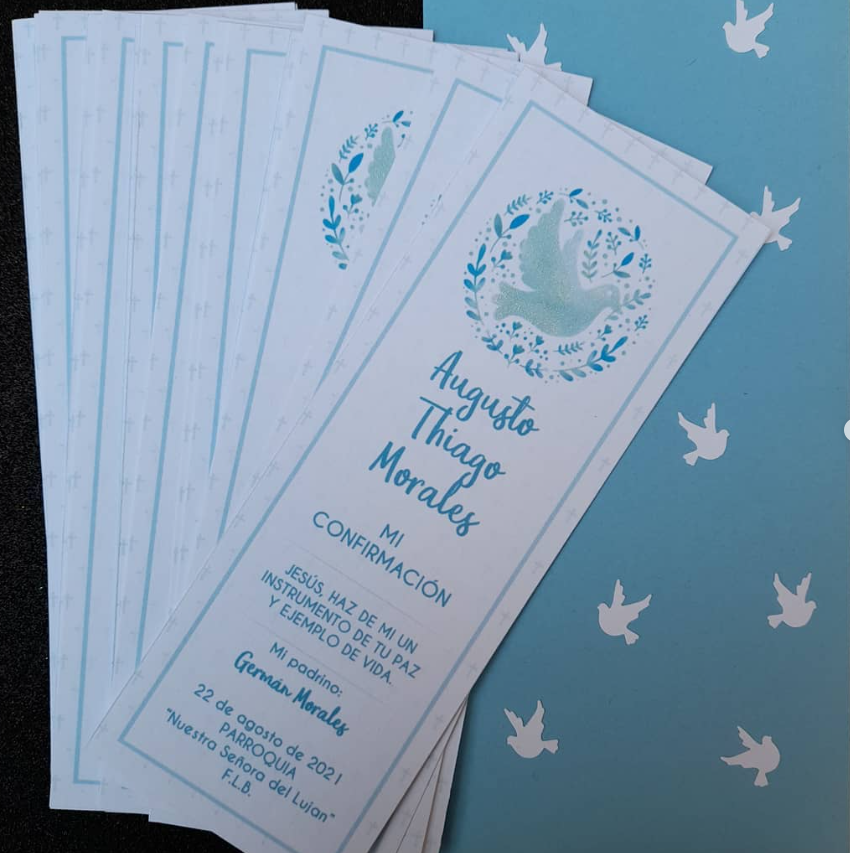 Augusto
Thiago
Morales
MI
CONFIRMACIÓN
JESÚS, HAZ DE MI UN
INSTRUMENTO DE TU PAZ
Y EJEMPLO DE VIDA.
Mi padrino:
Germán Morales
22 de agosto de 2021
PARROQUIA
"Nuestra Señora del Lujan"
F.L.B.